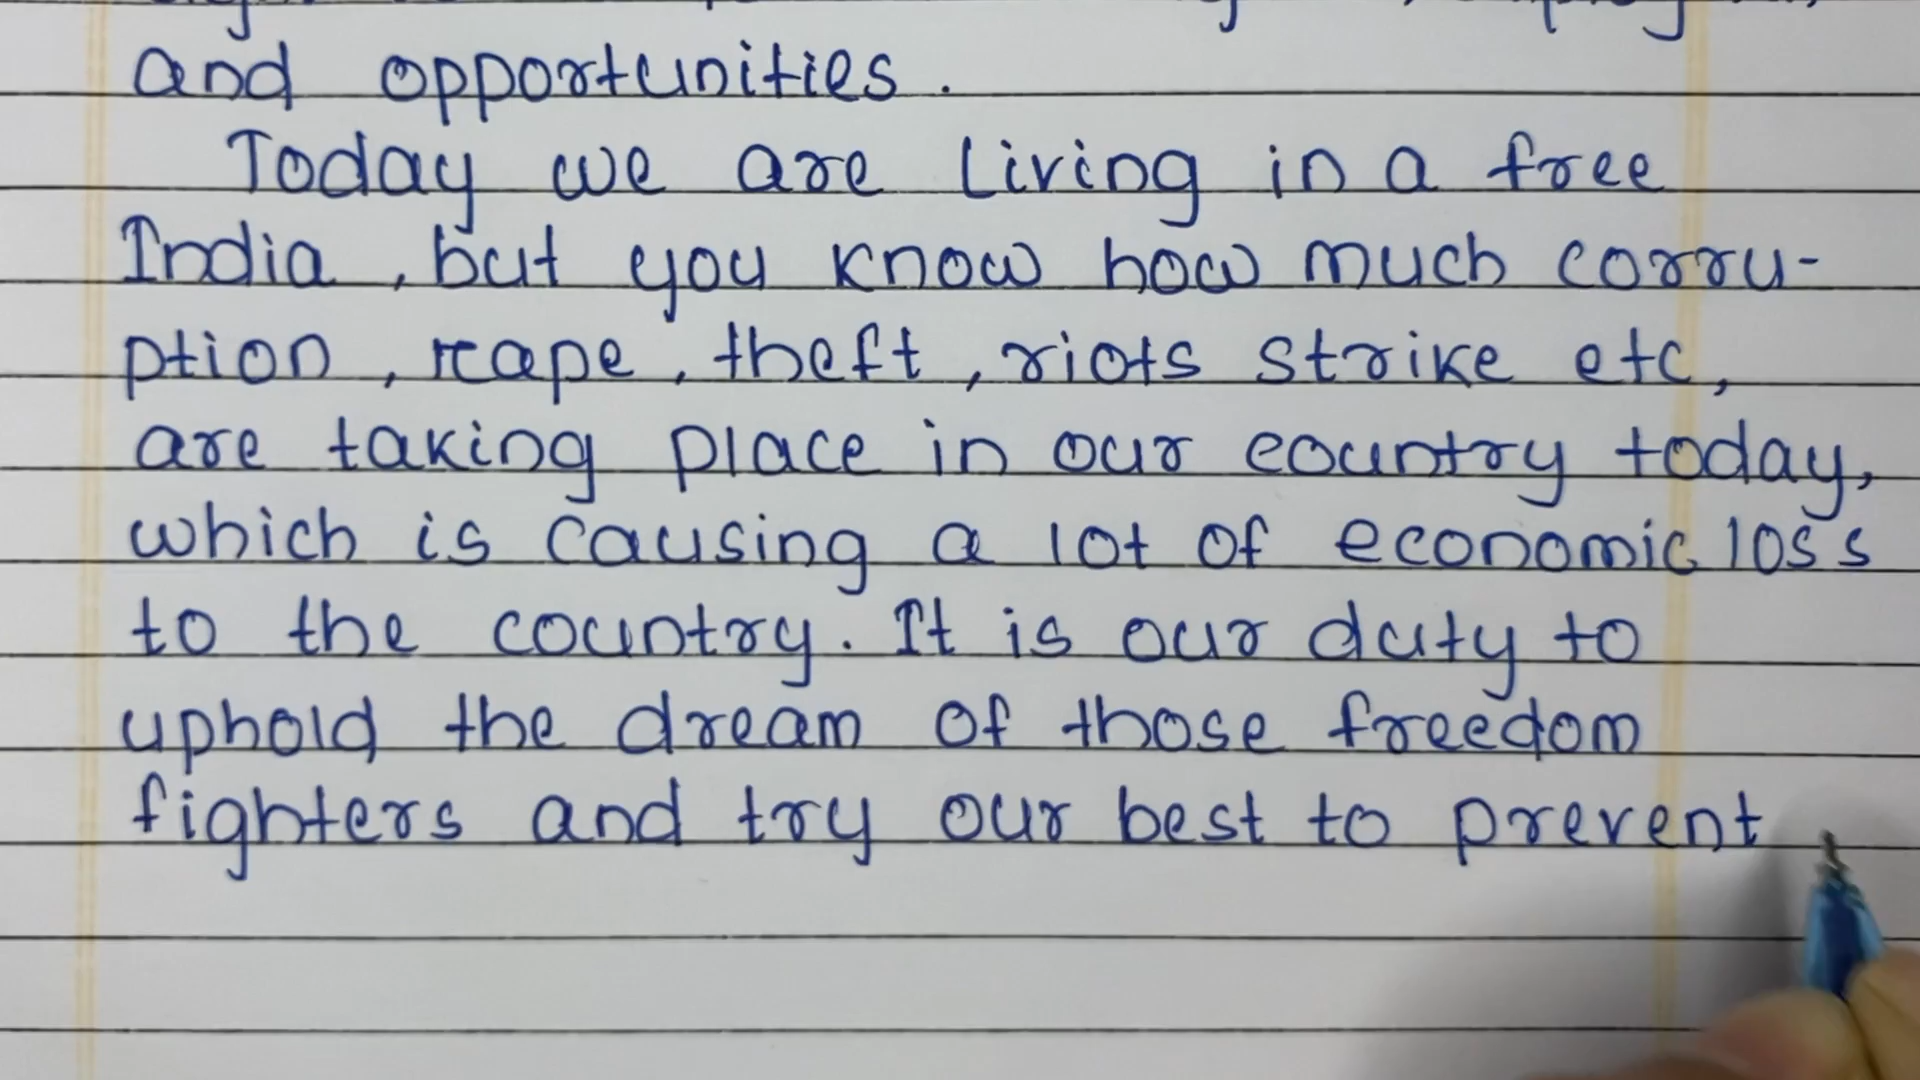 and opportunities.
Today we are living in a free
India, but you know how much corru-
ption, rape, theft, riots strike etc,
are taking place in our country today,
which is causing a lot of economic loss
to the country. It is our duty to
uphold the dream of those freedom
fighters and try our best to prevent